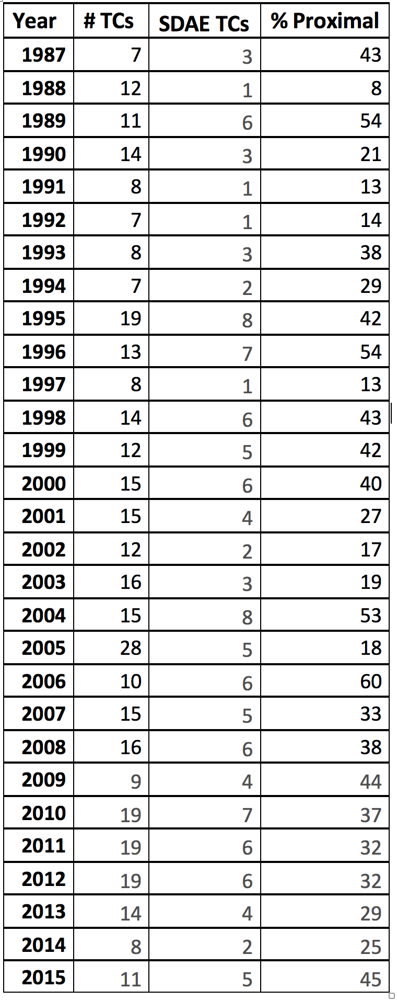 Year # TCs SDAE TCs % Proximal
1987 7 3 43
1988 12 1 8
1989 11 6 54
1990 14 3 21
1991 8 1 13
1992 7 1 14
1993 8 3 38
1994 7 2 29
1995 19 8 42
1996 13 7 54
1997 8 1 13
1998 14 6 43
1999 12 5 42
2000 15 6 40
2001 15 4 27
2002 12 2 17
2003 16 3 19
2004 15 8 53
2005 28 5 18
2006 10 6 60
2007 15 5 33
2008 16 6 38
2009 9 4 44
2010 19 7 37
2011 19 6 32
2012 19 6 32
2013 14 4 29
2014 8 2 25
2015 11 5 45